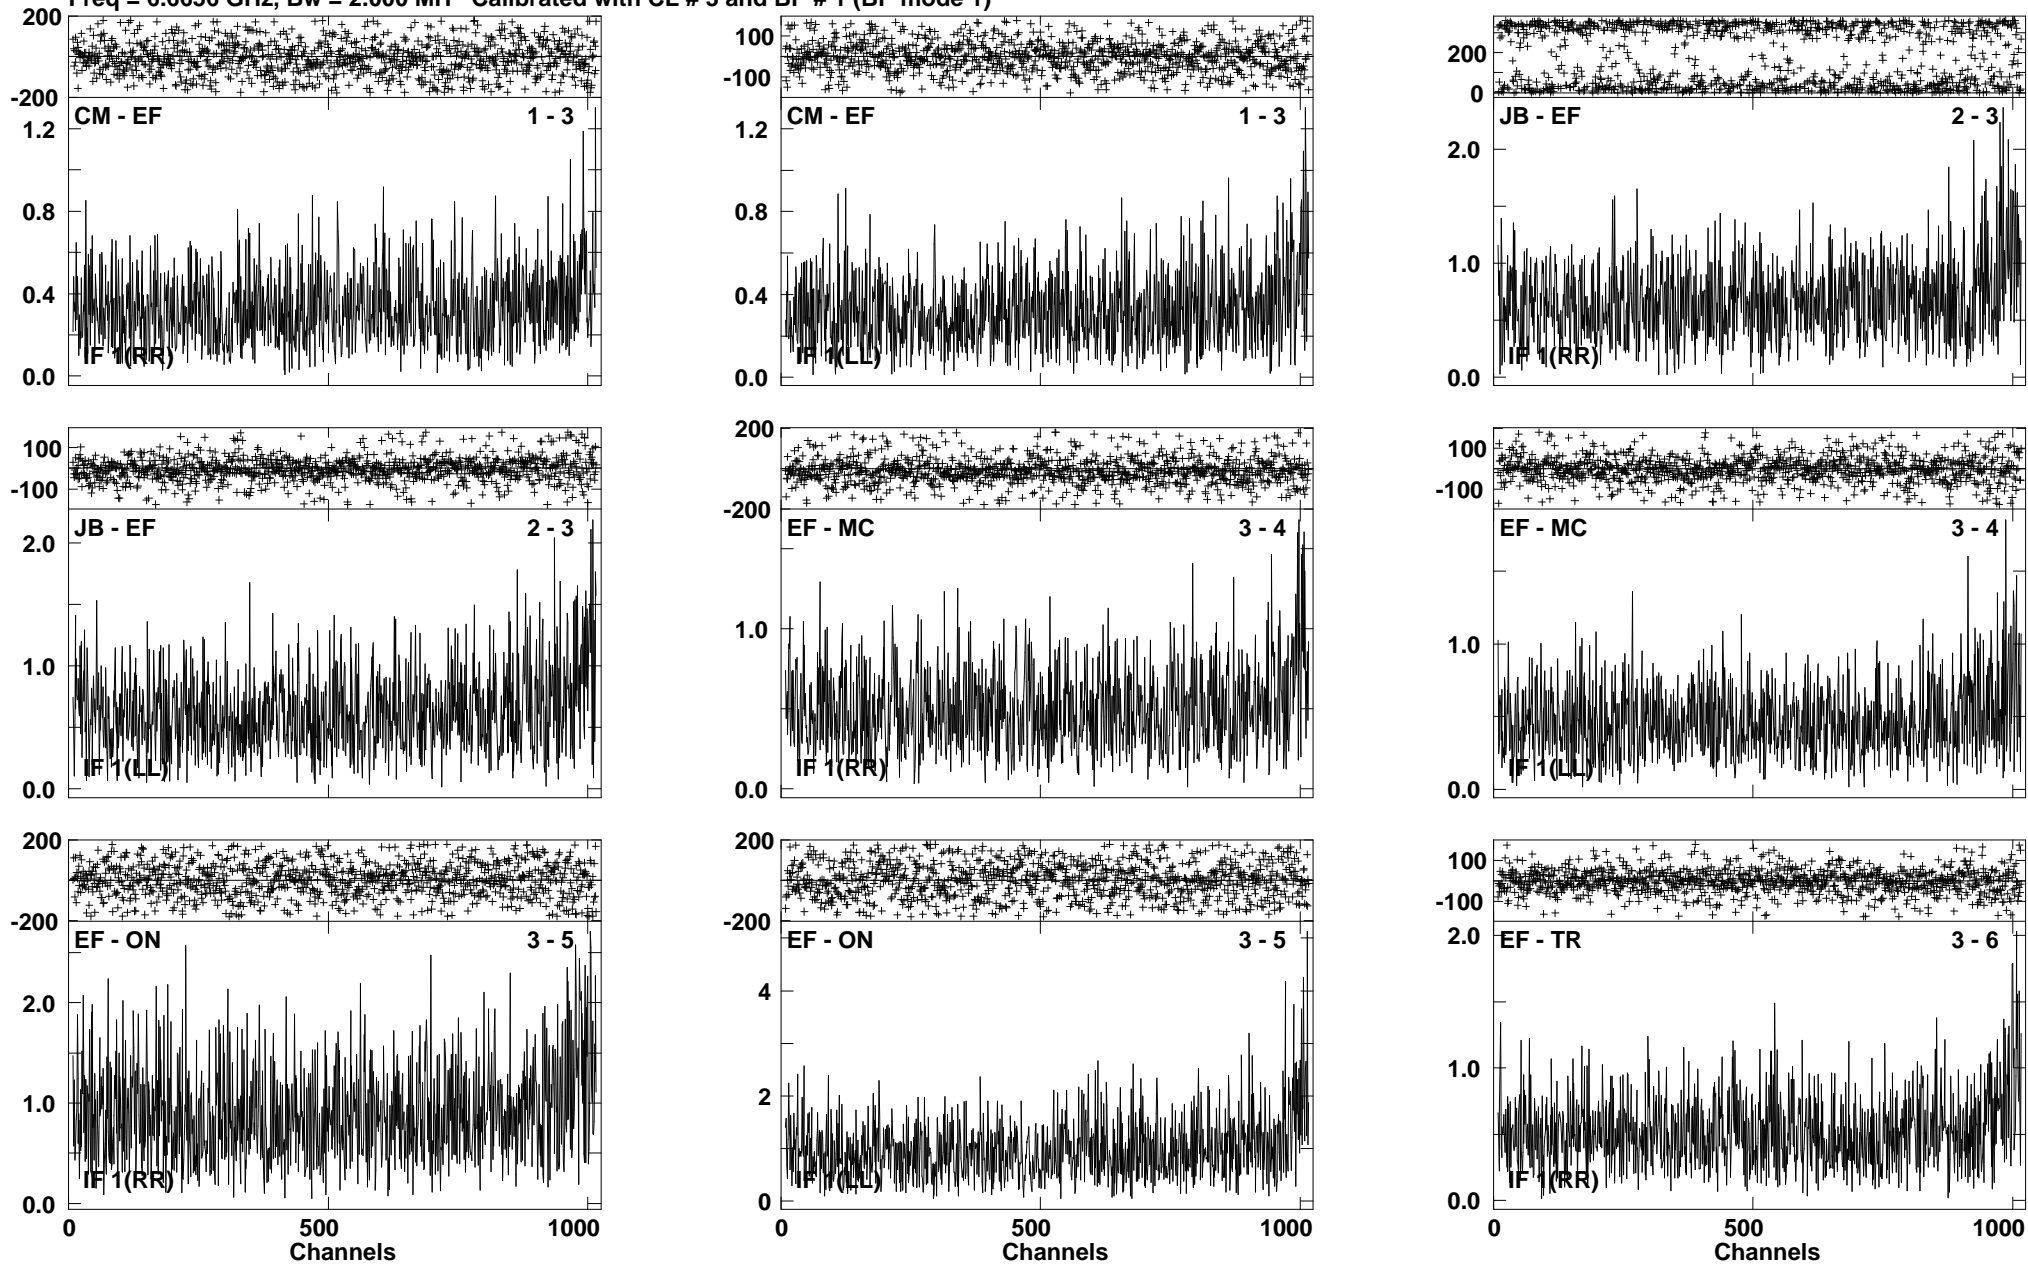 Freq = 6.6656 GHz, Bw = 2.000 MH Calibrated with CL # 3 and BP # 1 (BP mode 1)
200
-200
CM - EF 1 - 3
1.2
0.8
0.4
0.0
IF 1(RR)
100
-100
CM - EF 1 - 3
1.2
0.8
0.4
0.0
IF 1(LL)
200
0
JB - EF 2 - 3
2.0
1.0
0.0
IF 1(RR)
100
-100
JB - EF 2 - 3
2.0
1.0
0.0
IF 1(LL)
200
-200
EF - MC 3 - 4
1.0
0.0
IF 1(RR)
100
-100
EF - MC 3 - 4
1.0
0.0
IF 1(LL)
200
-200
EF - ON 3 - 5
2.0
1.0
0.0
IF 1(RR)
0 500 1000
Channels
200
-200
EF - ON 3 - 5
4
2
0
IF 1(LL)
0 500 1000
Channels
100
-100
EF - TR 3 - 6
2.0
1.0
0.0
IF 1(RR)
0 500 1000
Channels